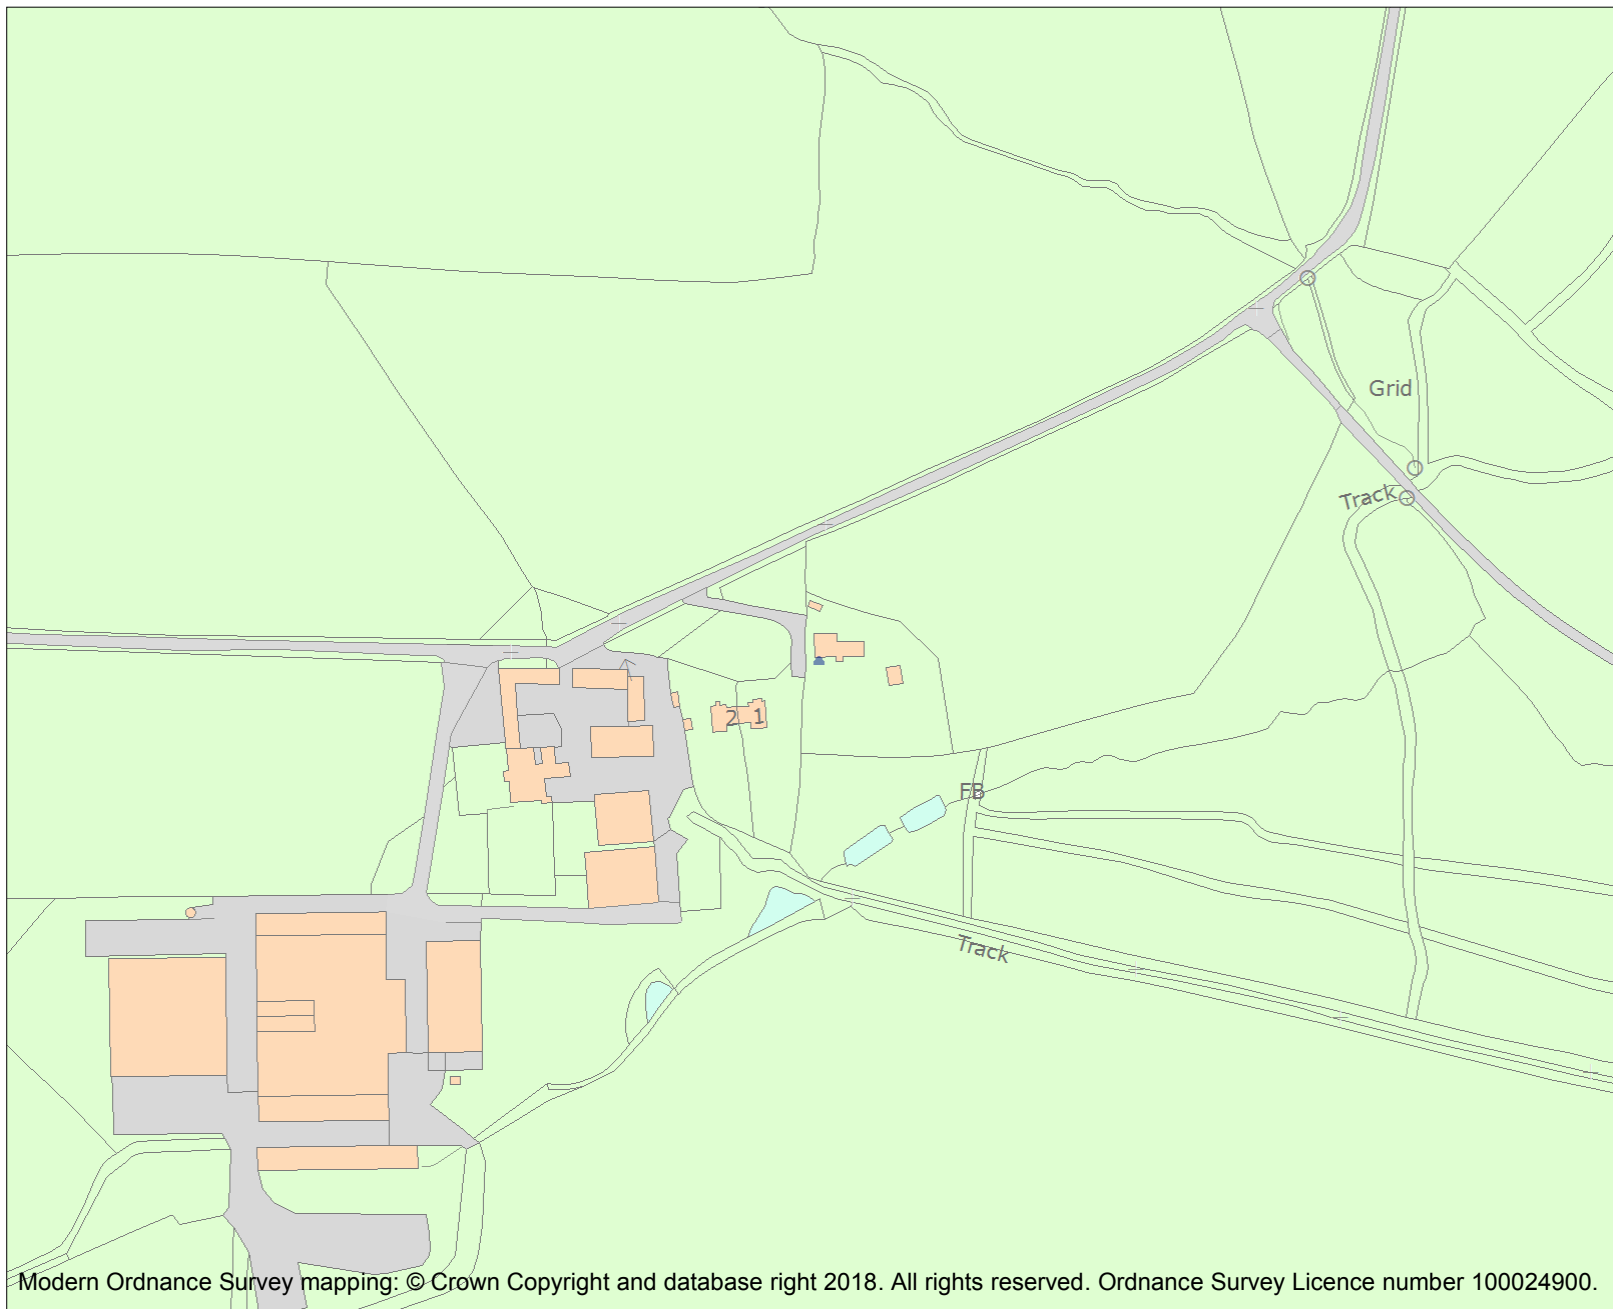 Grid
Track
2 1
FB
Track
Modern Ordnance Survey mapping: © Crown Copyright and database right 2018. All rights reserved. Ordnance Survey Licence number 100024900.